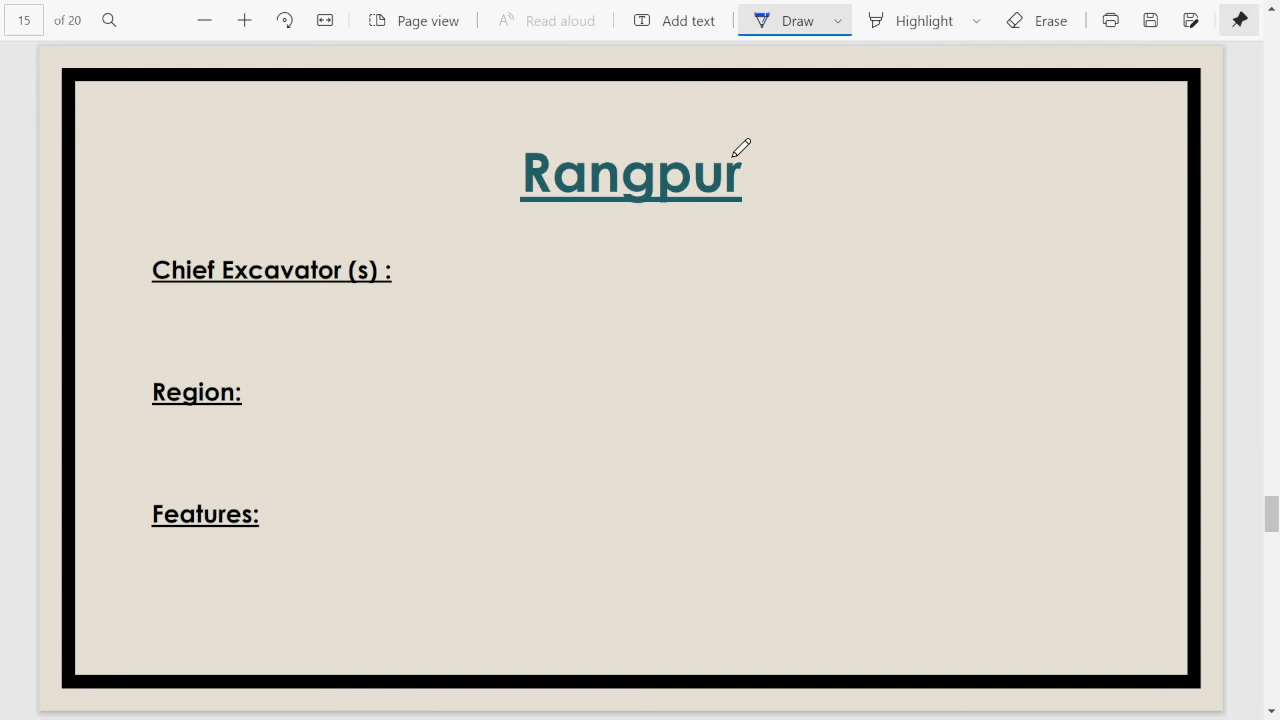 15 of 20 Page view Read aloud Add text Draw Highlight Erase
Rangpur
Chief Excavator (s) :
Region:
Features: